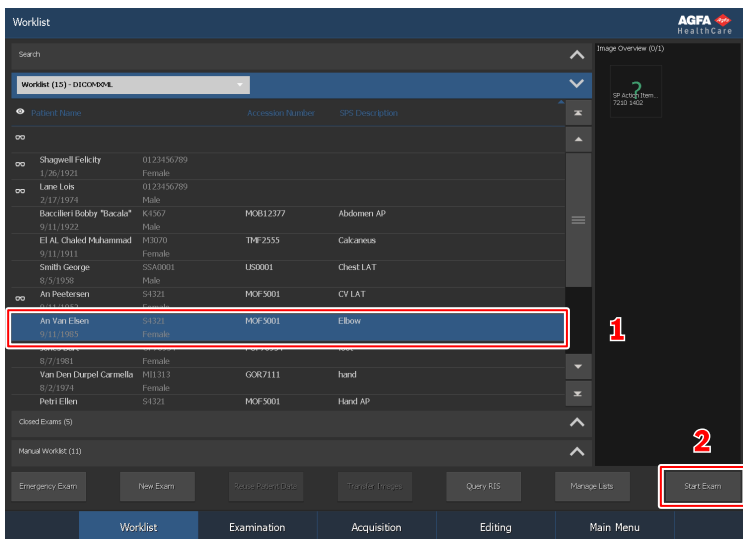 Worklist
AGFA
HealthCare
Search
Image Overview (0/1)
Worklist (15) - DICOMXML
?
SP Action Item...
7210 1402
Patient Name Accession Number SPS Description
Shagwell Felicity 0123456789
1/26/1921 Female
Lane Lois 0123456789
2/17/1974 Male
Baccilieri Bobby "Bacala" K4567 MOB12377 Abdomen AP
9/11/1922 Male
El AL Chaled Muhammad M3070 TMF2555 Calcaneus
9/11/1911 Female
Smith George SSA0001 US0001 Chest LAT
8/5/1958 Male
An Peetersen S4321 MOF5001 CV LAT
An Van Elsen S4321 MOF5001 Elbow
9/11/1985 Female
1
8/7/1981 Female
Van Den Durpel Carmella MI1313 GOR7111 hand
8/2/1974 Female
Petri Ellen S4321 MOF5001 Hand AP
Closed Exams (5)
Manual Worklist (11)
2
Emergency Exam New Exam Reuse Patient Data Transfer Images Query RIS Manage Lists Start Exam
Worklist Examination Acquisition Editing Main Menu